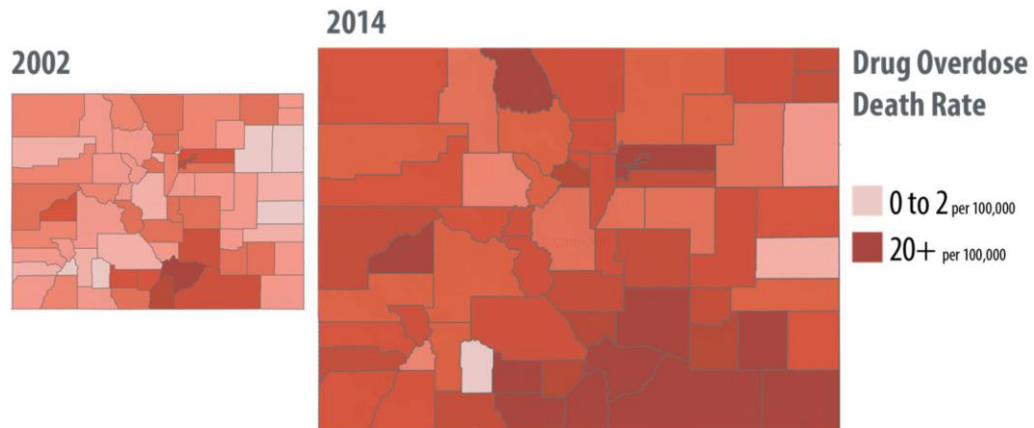 2002
2014
Drug Overdose
Death Rate
0 to 2 per 100,000
20+ per 100,000